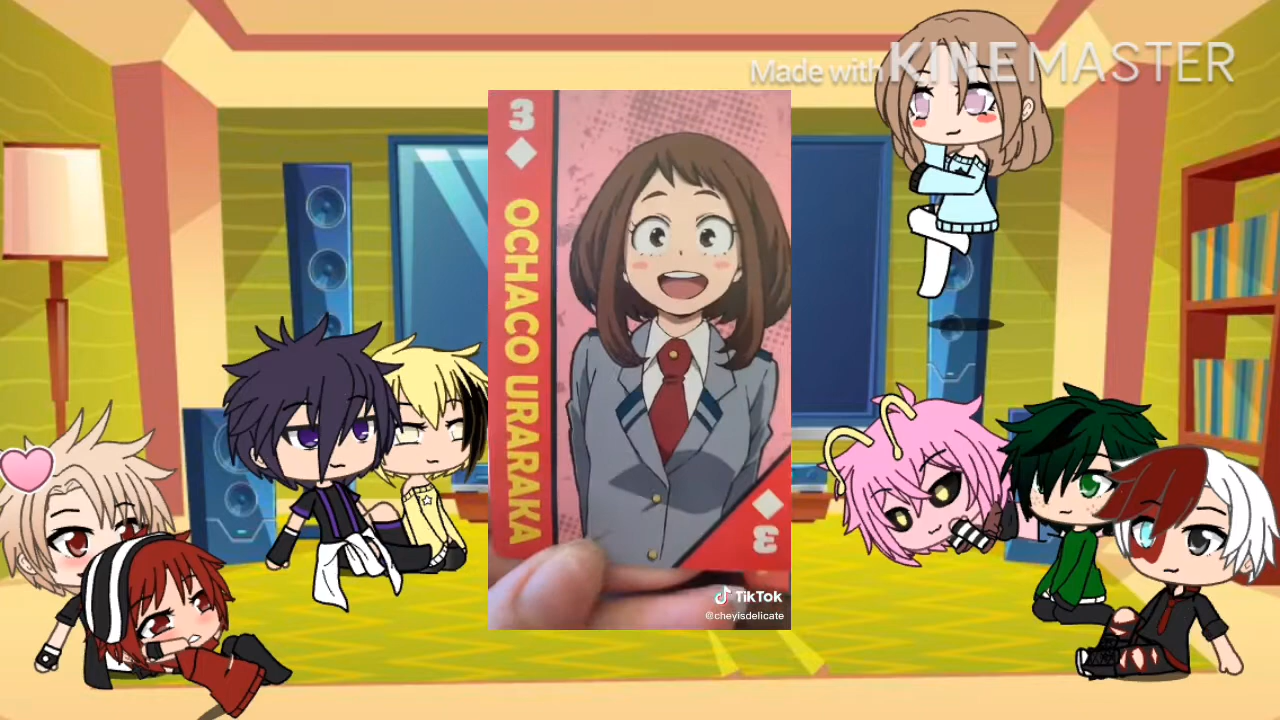 Made with KINEMASTER
3
OCHACO URARAKA
3
TikTok
@cheyisdelicate